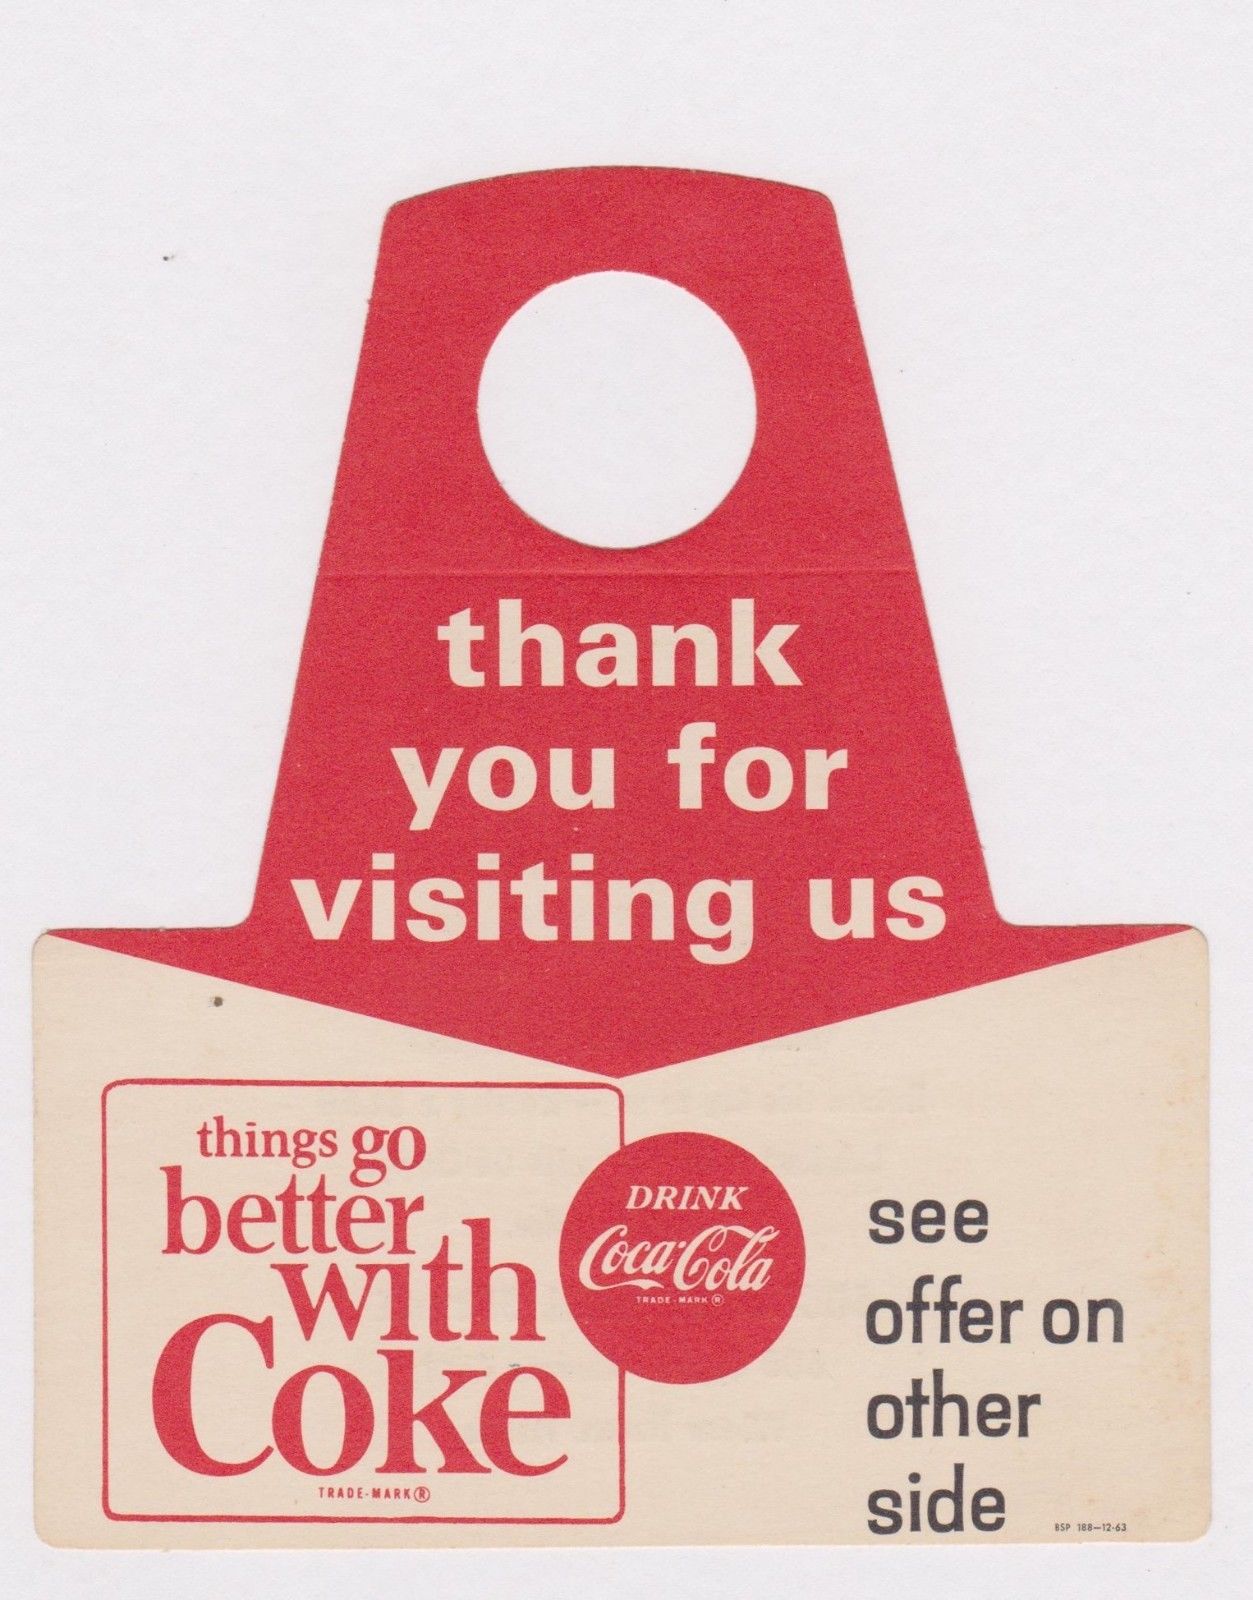 thank
you for
visiting us
things go
better
with
Coke
TRADE-MARK ®
DRINK
Coca-Cola
TRADE-MARK ®
see
offer on
other
side
BSP 188—12-63